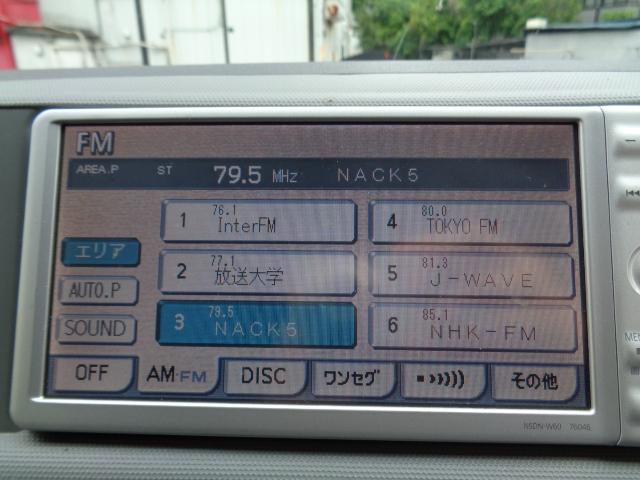 FM
AREA.P ST 79.5 MHz NACK5
1 76.1 InterFM
4 80.0 TOKYO FM
エリア
2 77.1 放送大学
5 81.3 J-WAVE
AUTO.P
3 79.5 NACK5
6 85.1 NHK-FM
SOUND
OFF AM・FM DISC ワンセグ その他
NSDN-W60 76046